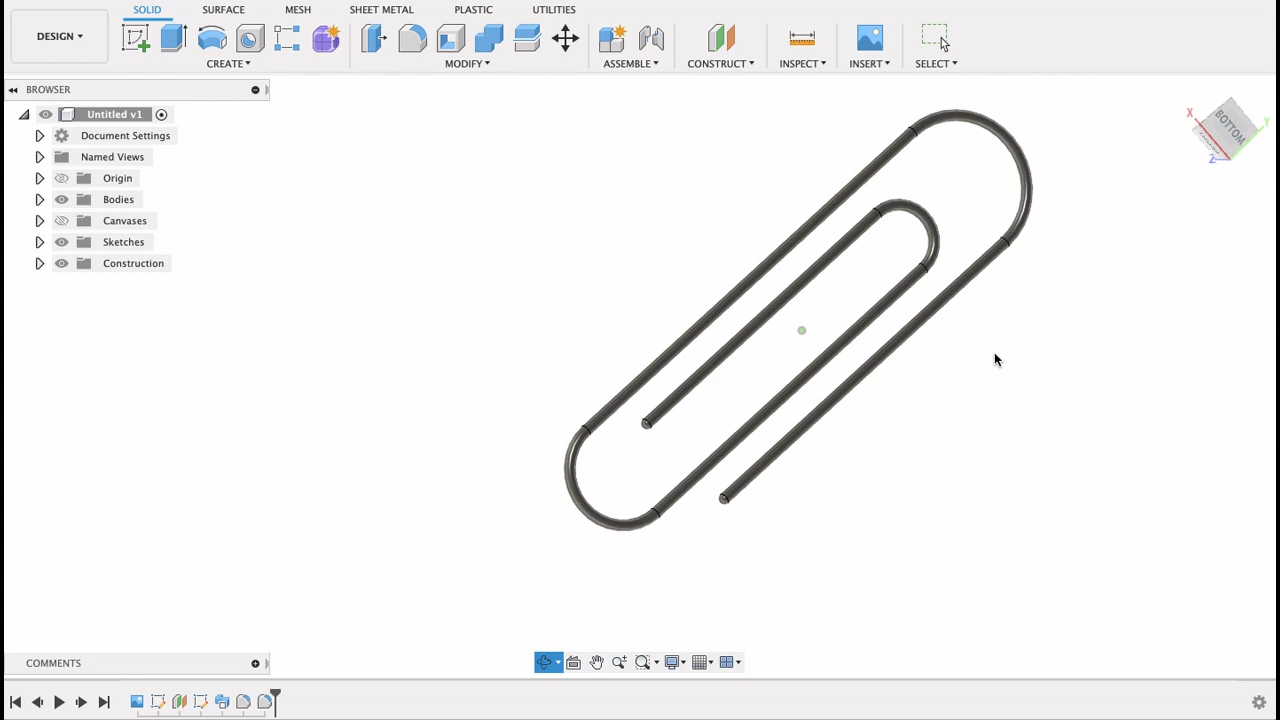 SOLID SURFACE MESH SHEET METAL PLASTIC UTILITIES
DESIGN
CREATE MODIFY ASSEMBLE CONSTRUCT INSPECT INSERT SELECT
BROWSER
Untitled v1
Document Settings
Named Views
Origin
Bodies
Canvases
Sketches
Construction
X
Y
BOTTOM
Z
COMMENTS